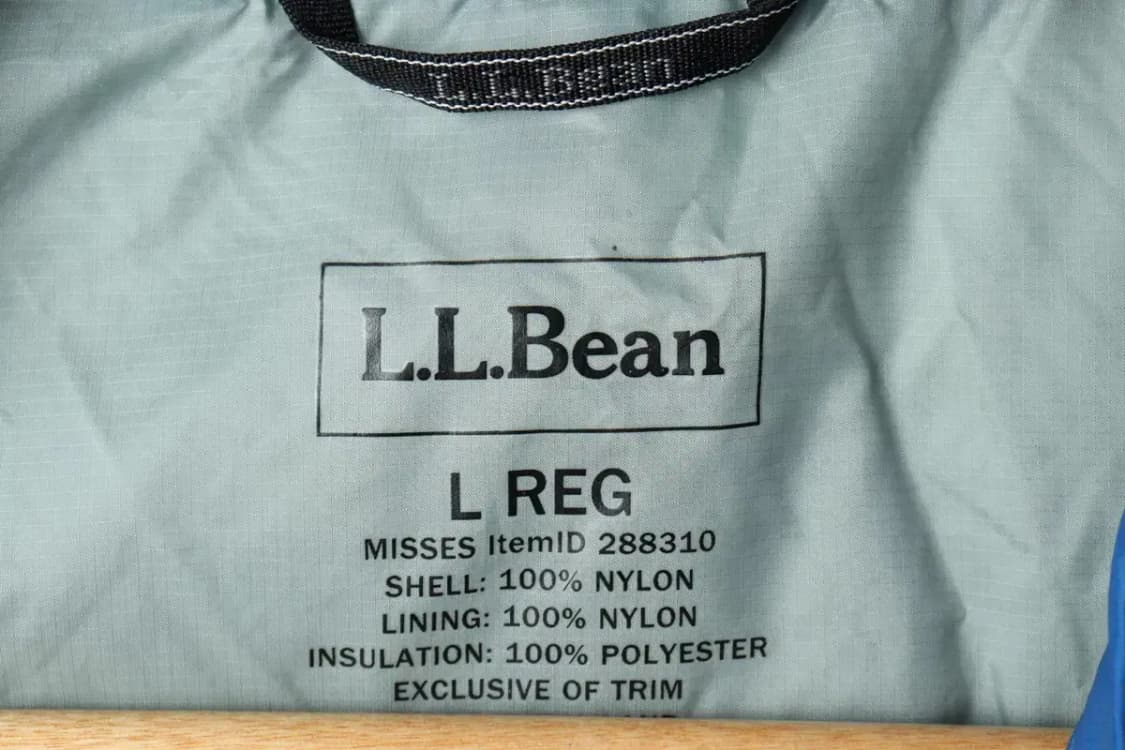 L.L.Bean
L.L.Bean
L REG
MISSES ItemID 288310
SHELL: 100% NYLON
LINING: 100% NYLON
INSULATION: 100% POLYESTER
EXCLUSIVE OF TRIM